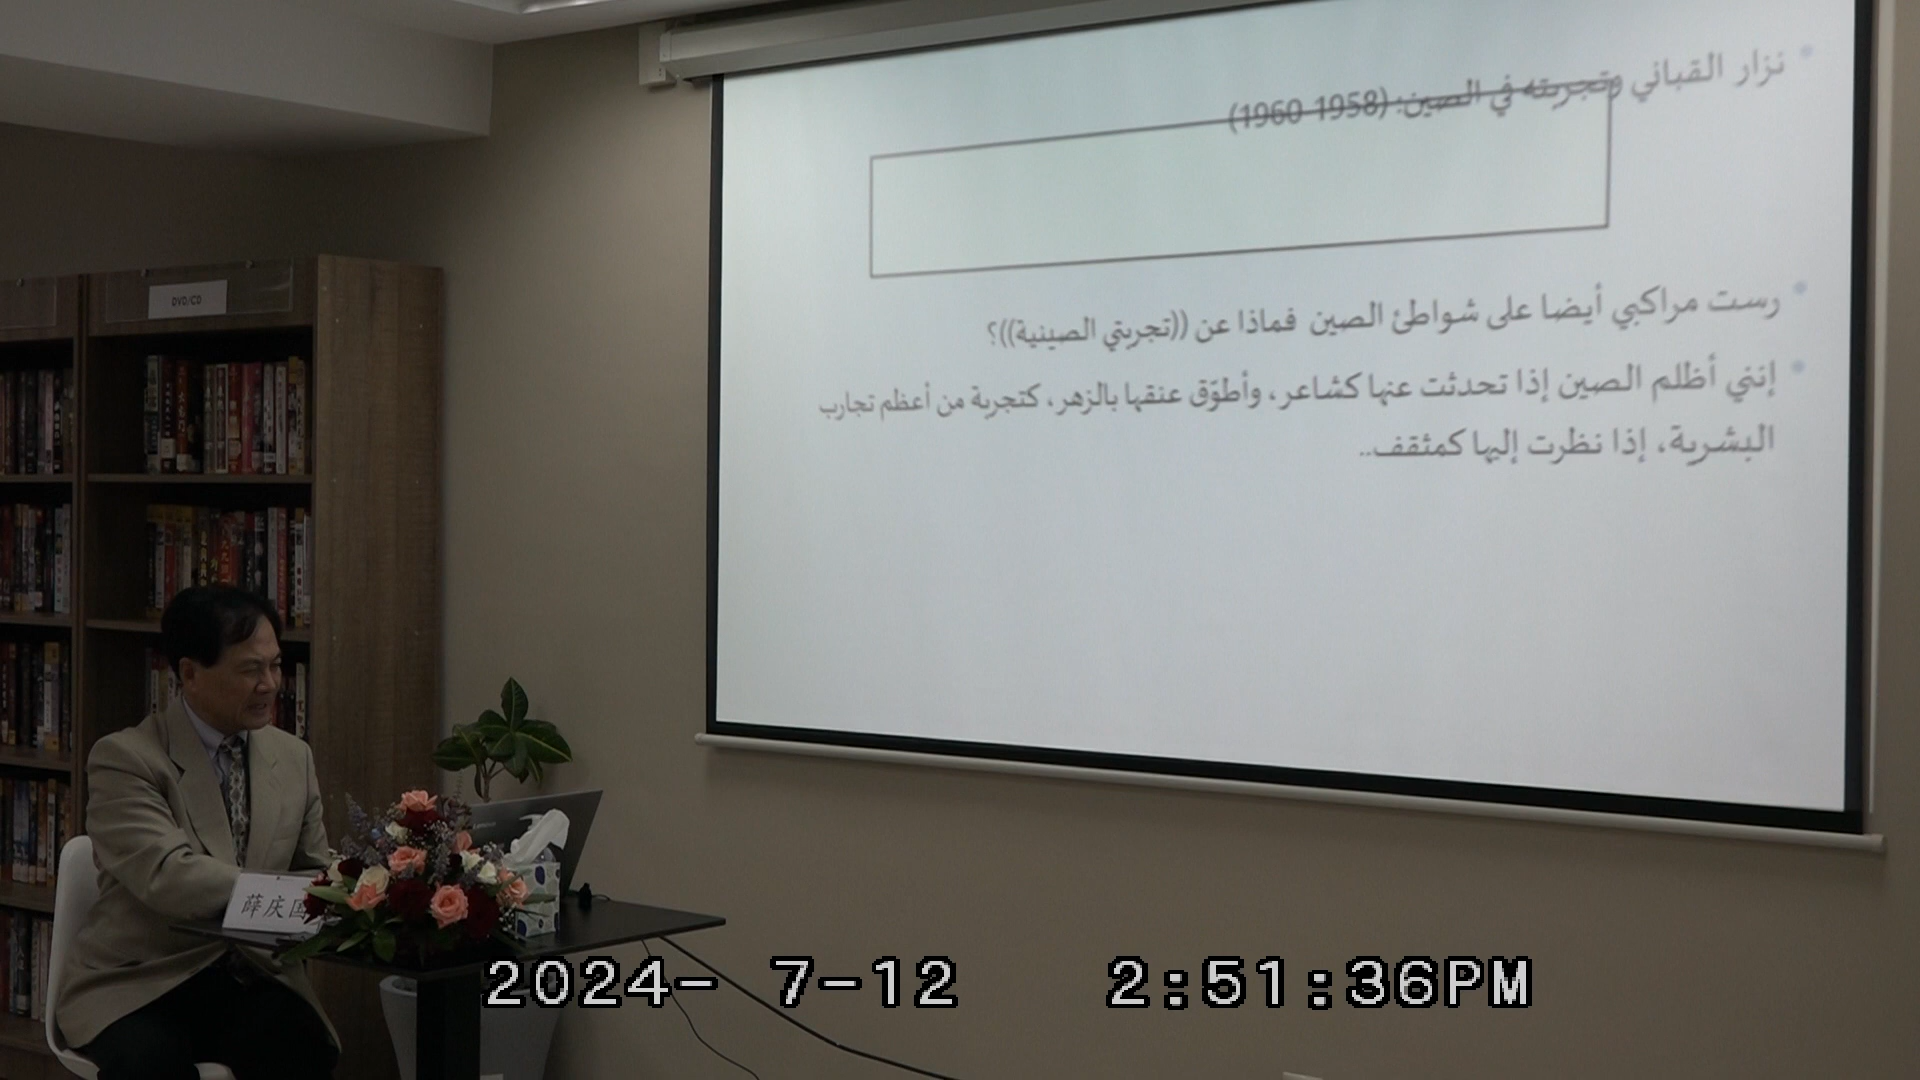 نزار القباني وتجربته في الصين: (1958-1960)
رست مراكبي أيضا على شواطئ الصين فماذا عن ((تجربتي الصينية))؟
إنني أظلم الصين إذا تحدثت عنها كشاعر، وأطوّق عنقها بالزهر، كتجربة من أعظم تجارب
البشرية، إذا نظرت إليها كمثقف..
DVD/CD
薛庆国
2024- 7-12 2:51:36PM